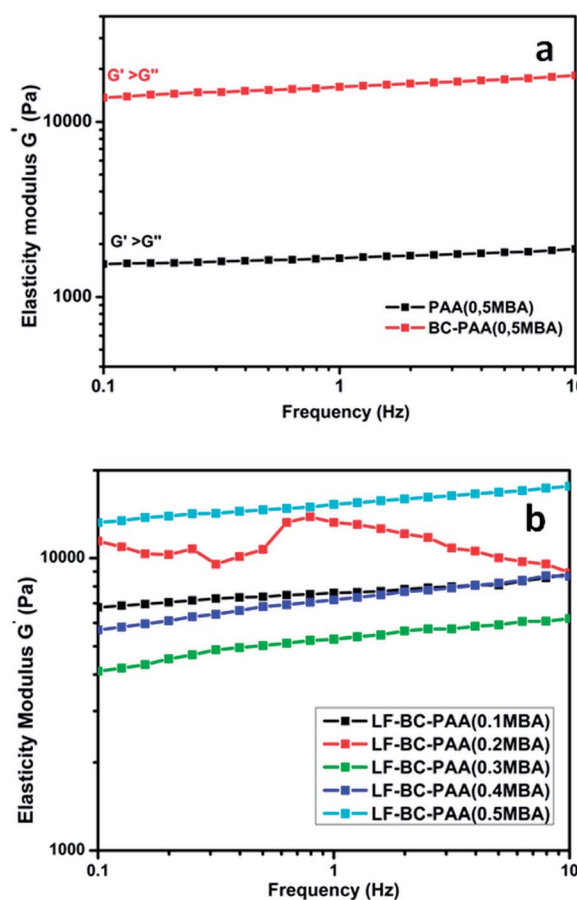 a
G' >G''
10000
G' >G''
1000
Elasticity modulus G' (Pa)
PAA(0,5MBA)
BC-PAA(0,5MBA)
0.1 1 10
Frequency (Hz)
b
10000
1000
Elasticity Modulus G' (Pa)
LF-BC-PAA(0.1MBA)
LF-BC-PAA(0.2MBA)
LF-BC-PAA(0.3MBA)
LF-BC-PAA(0.4MBA)
LF-BC-PAA(0.5MBA)
0.1 1 10
Frequency (Hz)